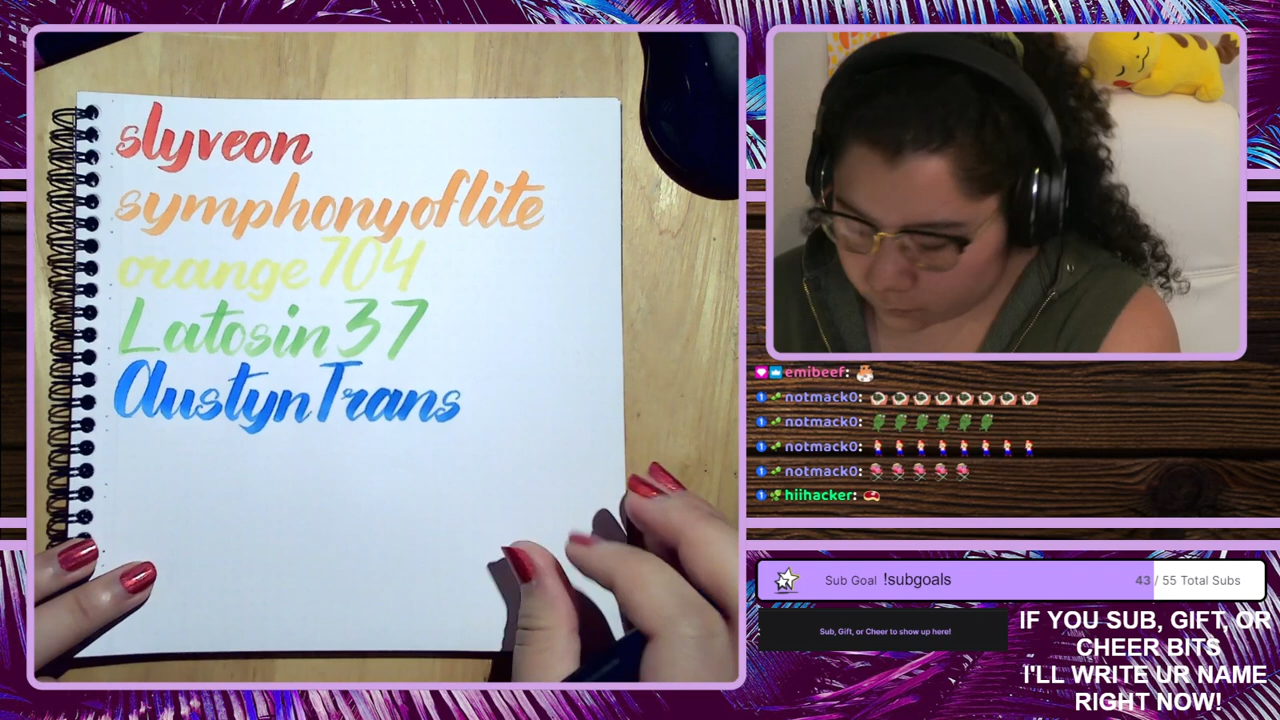 slyveon
symphonyoflite
orange704
Latosin37
AustynTrans
emibeef:
notmack0:
notmack0:
notmack0:
notmack0:
hiihacker:
Sub Goal !subgoals
43 / 55 Total Subs
Sub, Gift, or Cheer to show up here!
IF YOU SUB, GIFT, OR
CHEER BITS
I'LL WRITE UR NAME
RIGHT NOW!